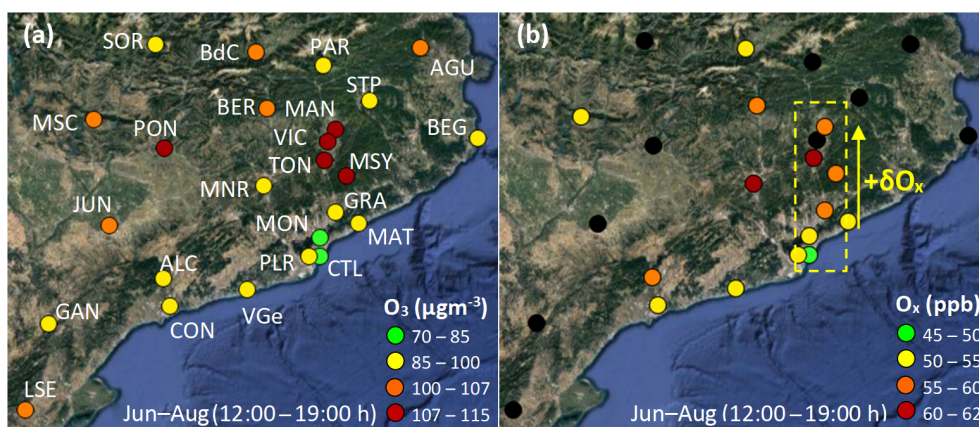 (a)
SOR
BdC
PAR
AGU
STP
MSC
BER
MAN
BEG
PON
VIC
TON
MSY
MNR
GRA
JUN
MON
MAT
PLR
CTL
ALC
GAN
CON
VGe
LSE
O₃ (µgm⁻³)
70 – 85
85 – 100
100 – 107
107 – 115
Jun–Aug (12:00 – 19:00 h)
(b)
+δOₓ
Oₓ (ppb)
45 – 50
50 – 55
55 – 60
60 – 62
Jun–Aug (12:00 – 19:00 h)